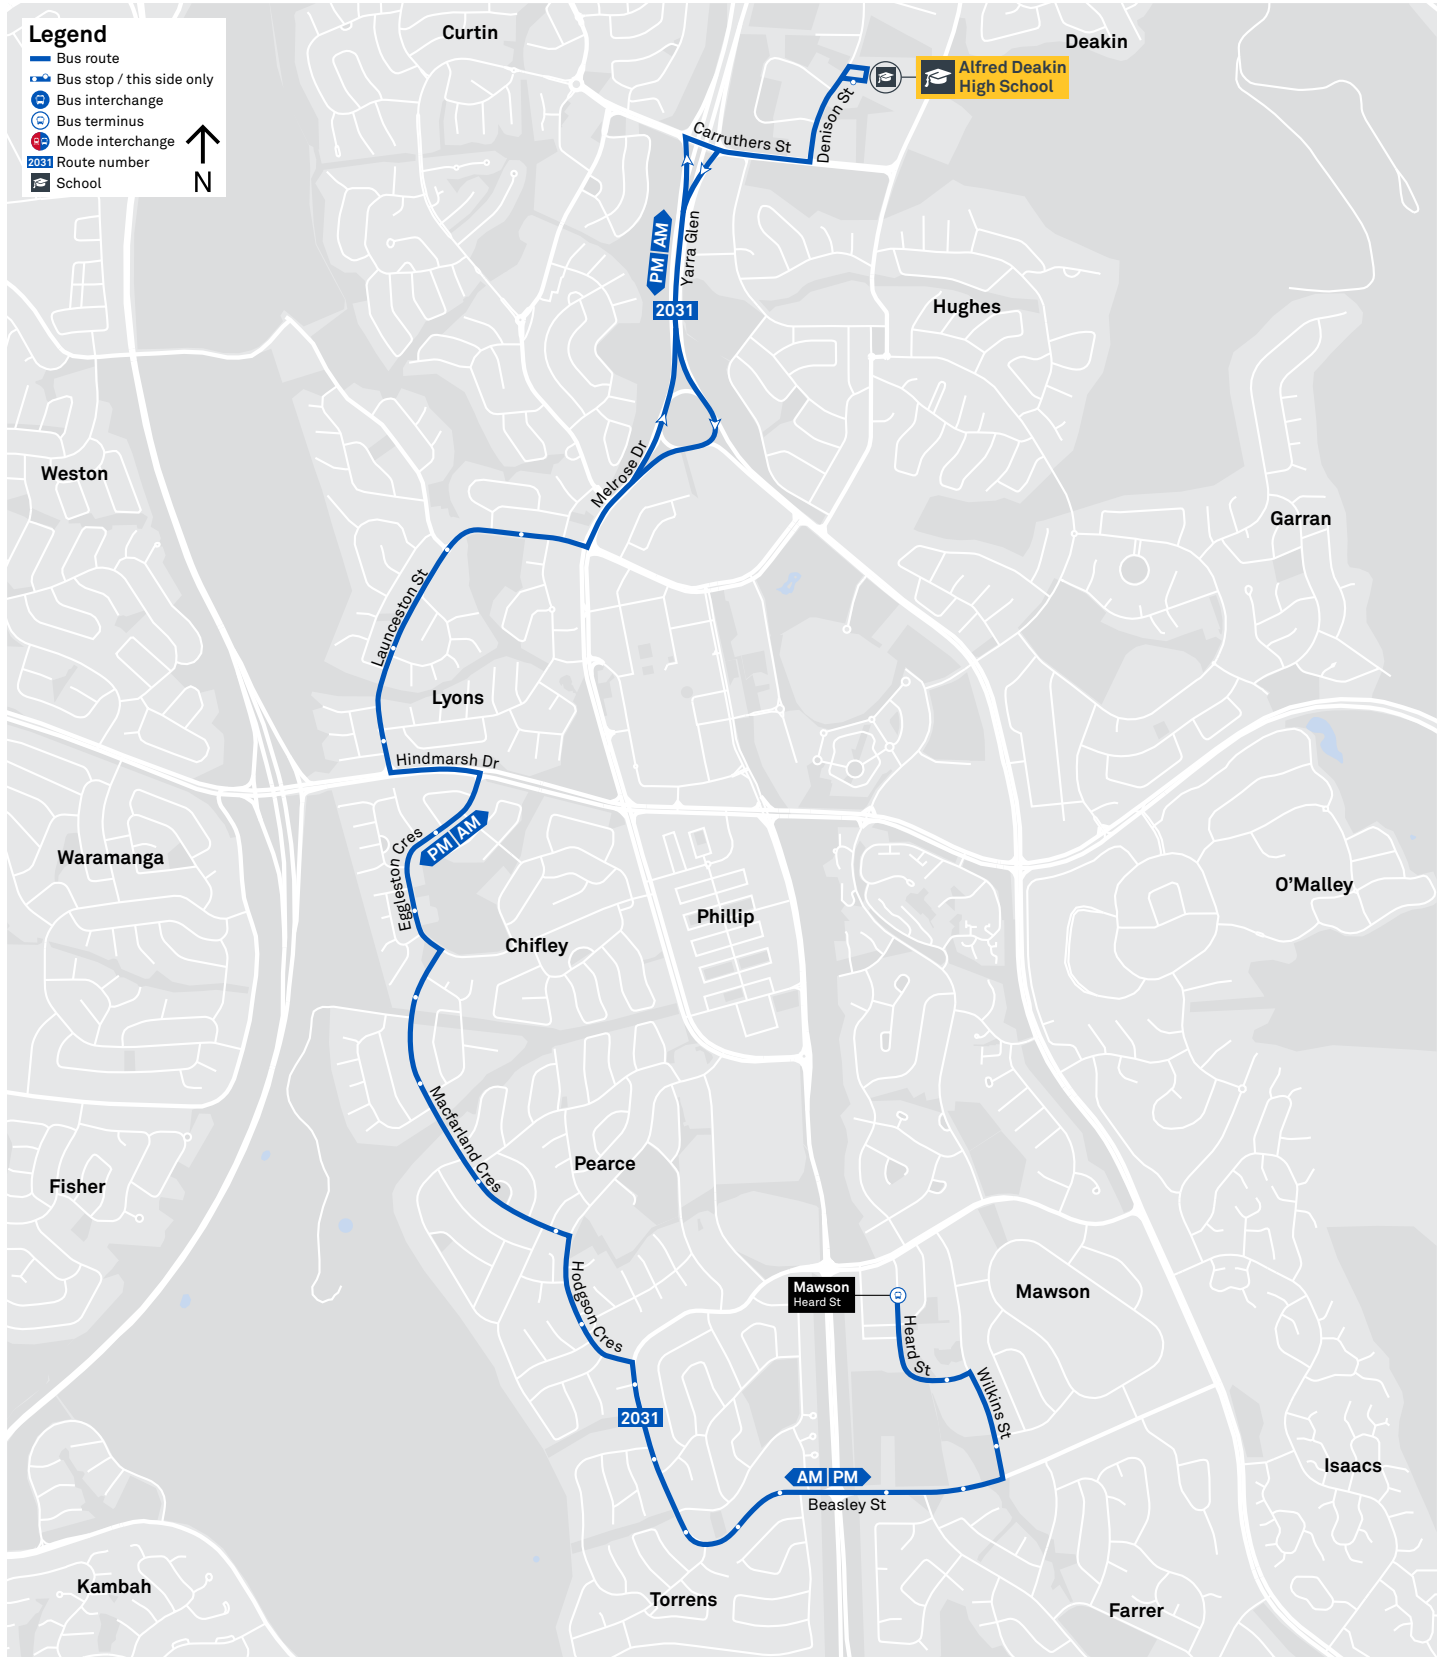 Legend
Bus route
Bus stop / this side only
Bus interchange
Bus terminus
Mode interchange
2031 Route number
School
N
Curtin
Deakin
Alfred Deakin
High School
Carruthers St
Denison St
PM | AM
Yarra Glen
2031
Hughes
Melrose Dr
Weston
Garran
Launceston St
Lyons
Hindmarsh Dr
Eggleston Cres
PM | AM
Waramanga
O'Malley
Phillip
Chifley
Macfarland Cres
Pearce
Fisher
Hodgson Cres
Mawson
Heard St
Mawson
Heard St
Wilkins St
2031
AM | PM
Beasley St
Isaacs
Kambah
Torrens
Farrer